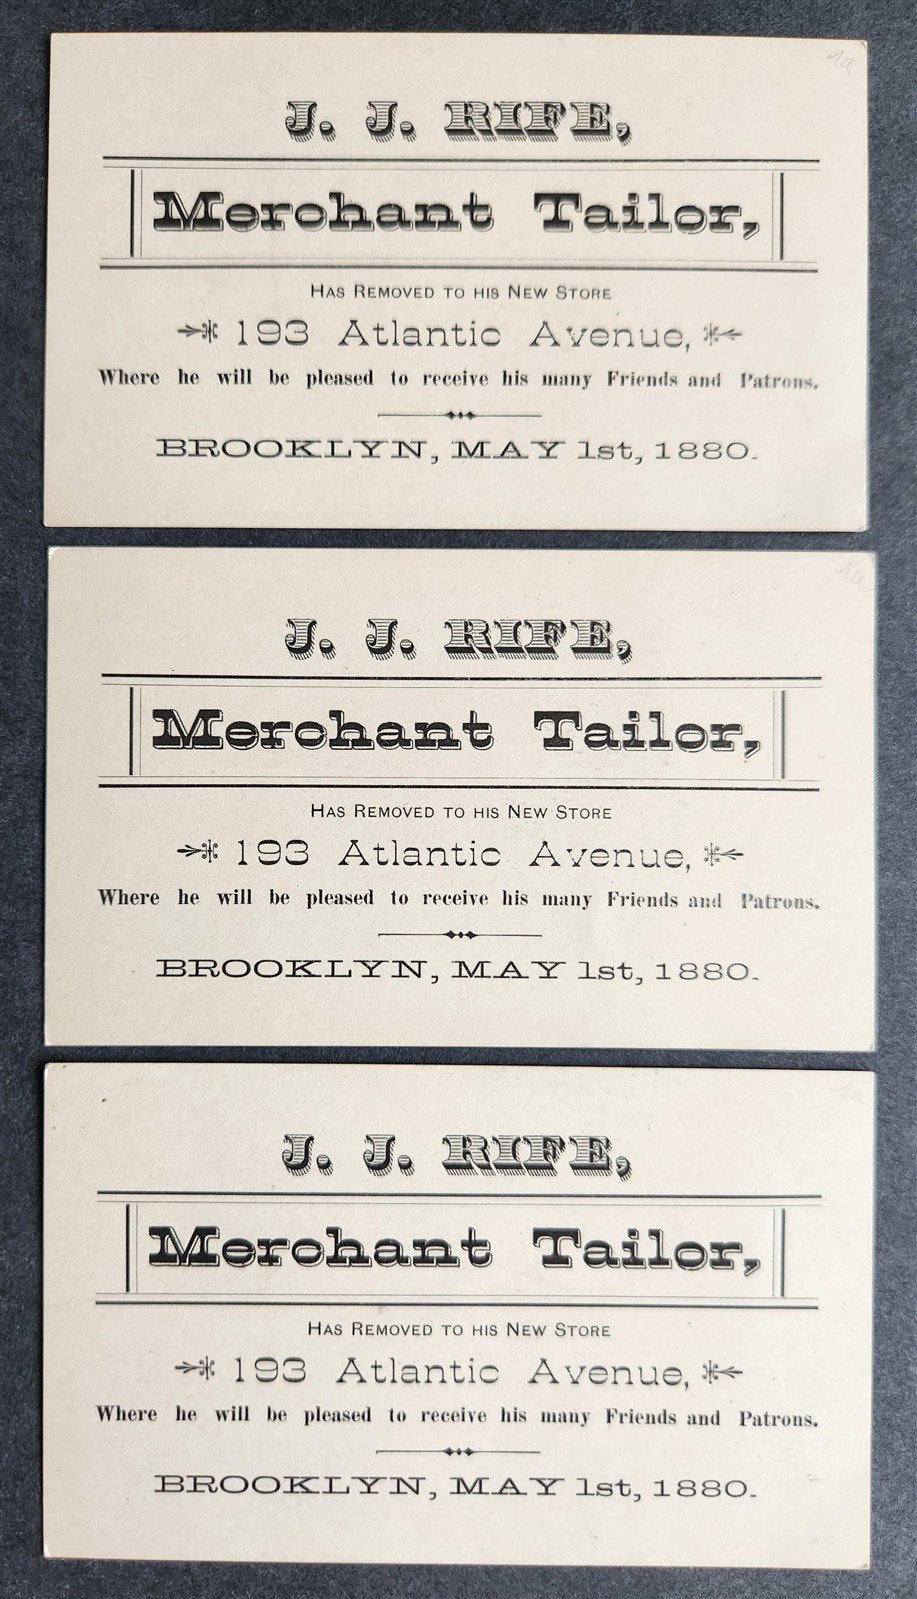 J. J. RIFE,
Merchant Tailor,
HAS REMOVED TO HIS NEW STORE
193 Atlantic Avenue,
Where he will be pleased to receive his many Friends and Patrons.
BROOKLYN, MAY 1st, 1880.
J. J. RIFE,
Merchant Tailor,
HAS REMOVED TO HIS NEW STORE
193 Atlantic Avenue,
Where he will be pleased to receive his many Friends and Patrons.
BROOKLYN, MAY 1st, 1880.
J. J. RIFE,
Merchant Tailor,
HAS REMOVED TO HIS NEW STORE
193 Atlantic Avenue,
Where he will be pleased to receive his many Friends and Patrons.
BROOKLYN, MAY 1st, 1880.